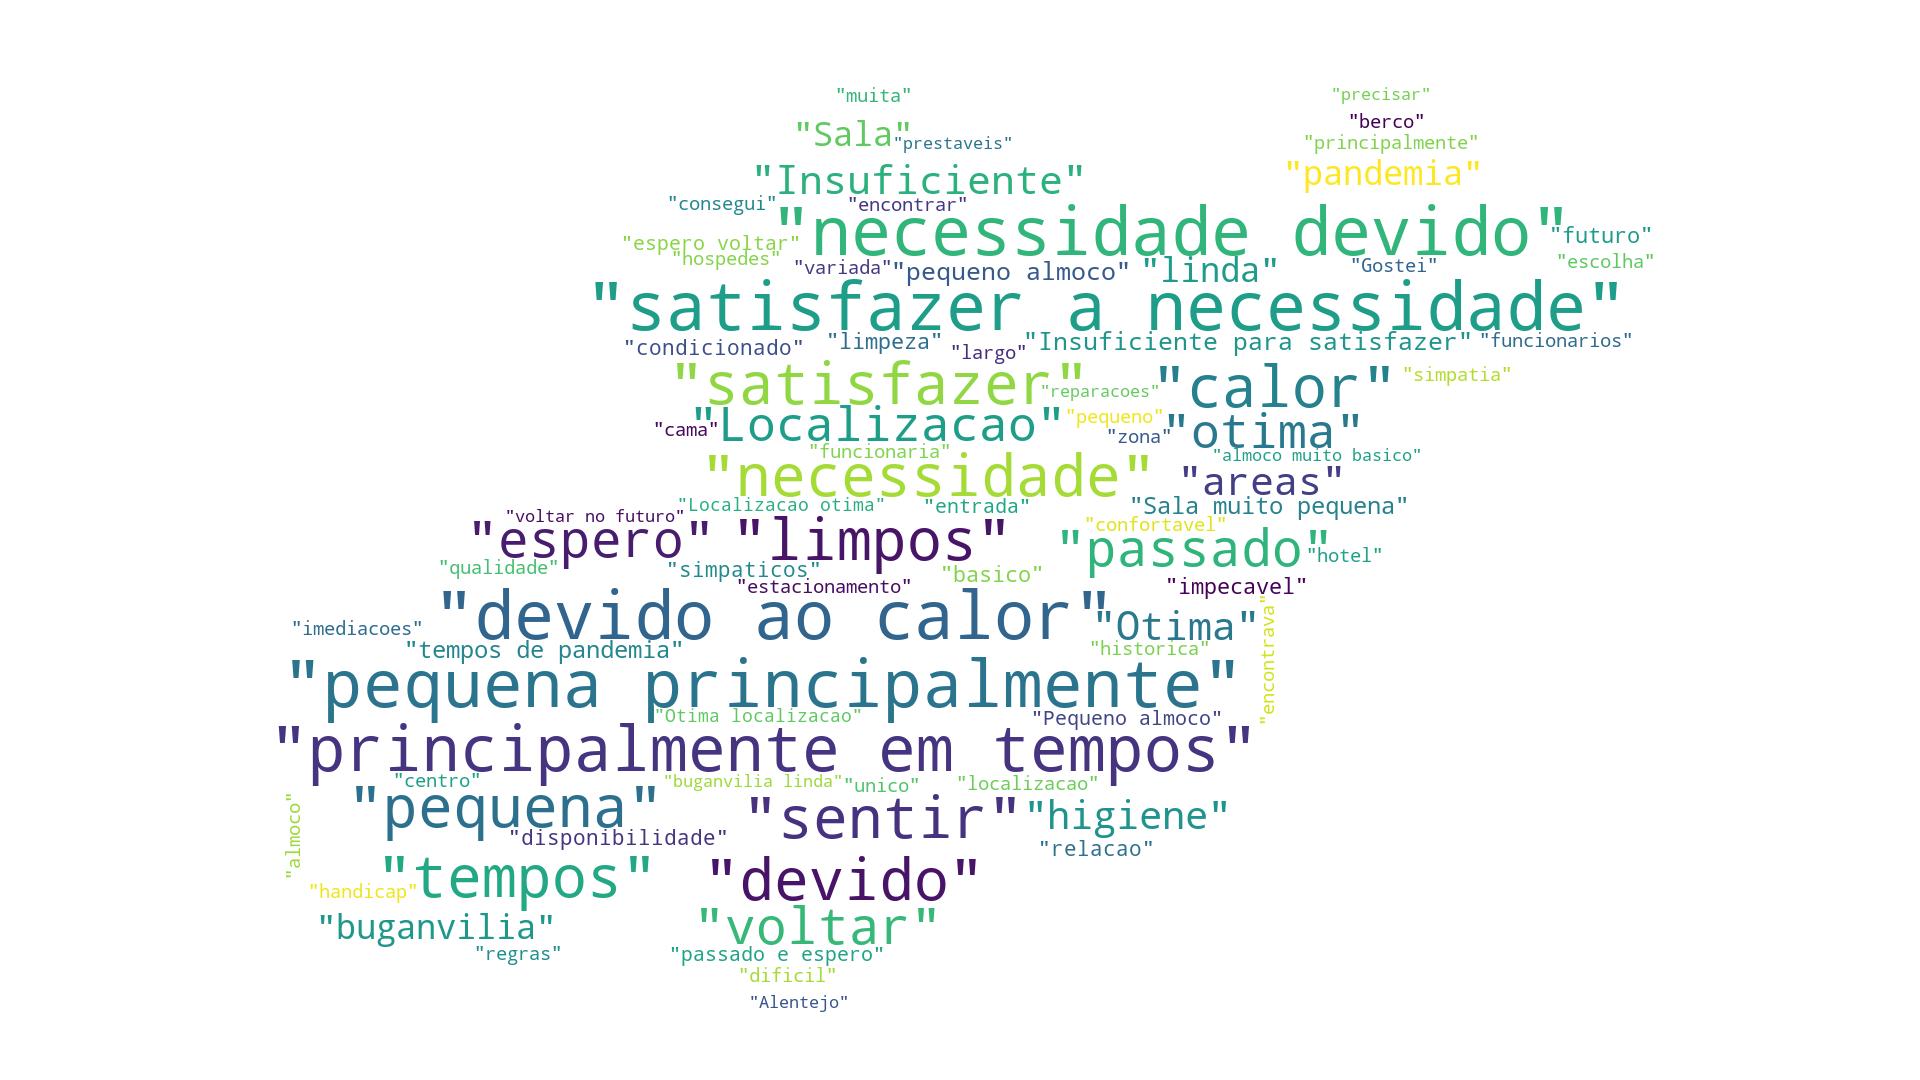 "muita"
"precisar"
"berco"
"Sala"
"prestaveis"
"principalmente"
"Insuficiente"
"pandemia"
"consegui"
"encontrar"
"necessidade devido"
"futuro"
"espero voltar"
"hospedes"
"variada"
"pequeno almoco"
"linda"
"Gostei"
"escolha"
"satisfazer a necessidade"
"condicionado"
"limpeza"
"largo"
"Insuficiente para satisfazer"
"funcionarios"
"satisfazer"
"reparacoes"
"calor"
"simpatia"
"cama"
"Localizacao"
"pequeno"
"zona"
"otima"
"funcionaria"
"almoco muito basico"
"necessidade"
"areas"
"Localizacao otima"
"entrada"
"Sala muito pequena"
"voltar no futuro"
"espero"
"limpos"
"confortavel"
"passado"
"hotel"
"qualidade"
"simpaticos"
"basico"
"estacionamento"
"impecavel"
"devido ao calor"
"Otima"
"encontrava"
"imediacoes"
"tempos de pandemia"
"historica"
"pequena principalmente"
"Otima localizacao"
"Pequeno almoco"
"principalmente em tempos"
"centro"
"buganvilia linda"
"unico"
"localizacao"
"almoco"
"pequena"
"sentir"
"higiene"
"disponibilidade"
"relacao"
"tempos"
"handicap"
"devido"
"buganvilia"
"voltar"
"regras"
"passado e espero"
"dificil"
"Alentejo"